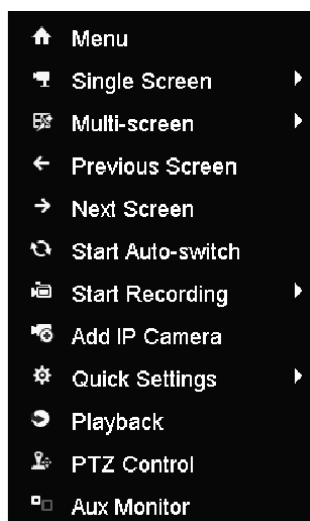 Menu
Single Screen
Multi-screen
Previous Screen
Next Screen
Start Auto-switch
Start Recording
Add IP Camera
Quick Settings
Playback
PTZ Control
Aux Monitor